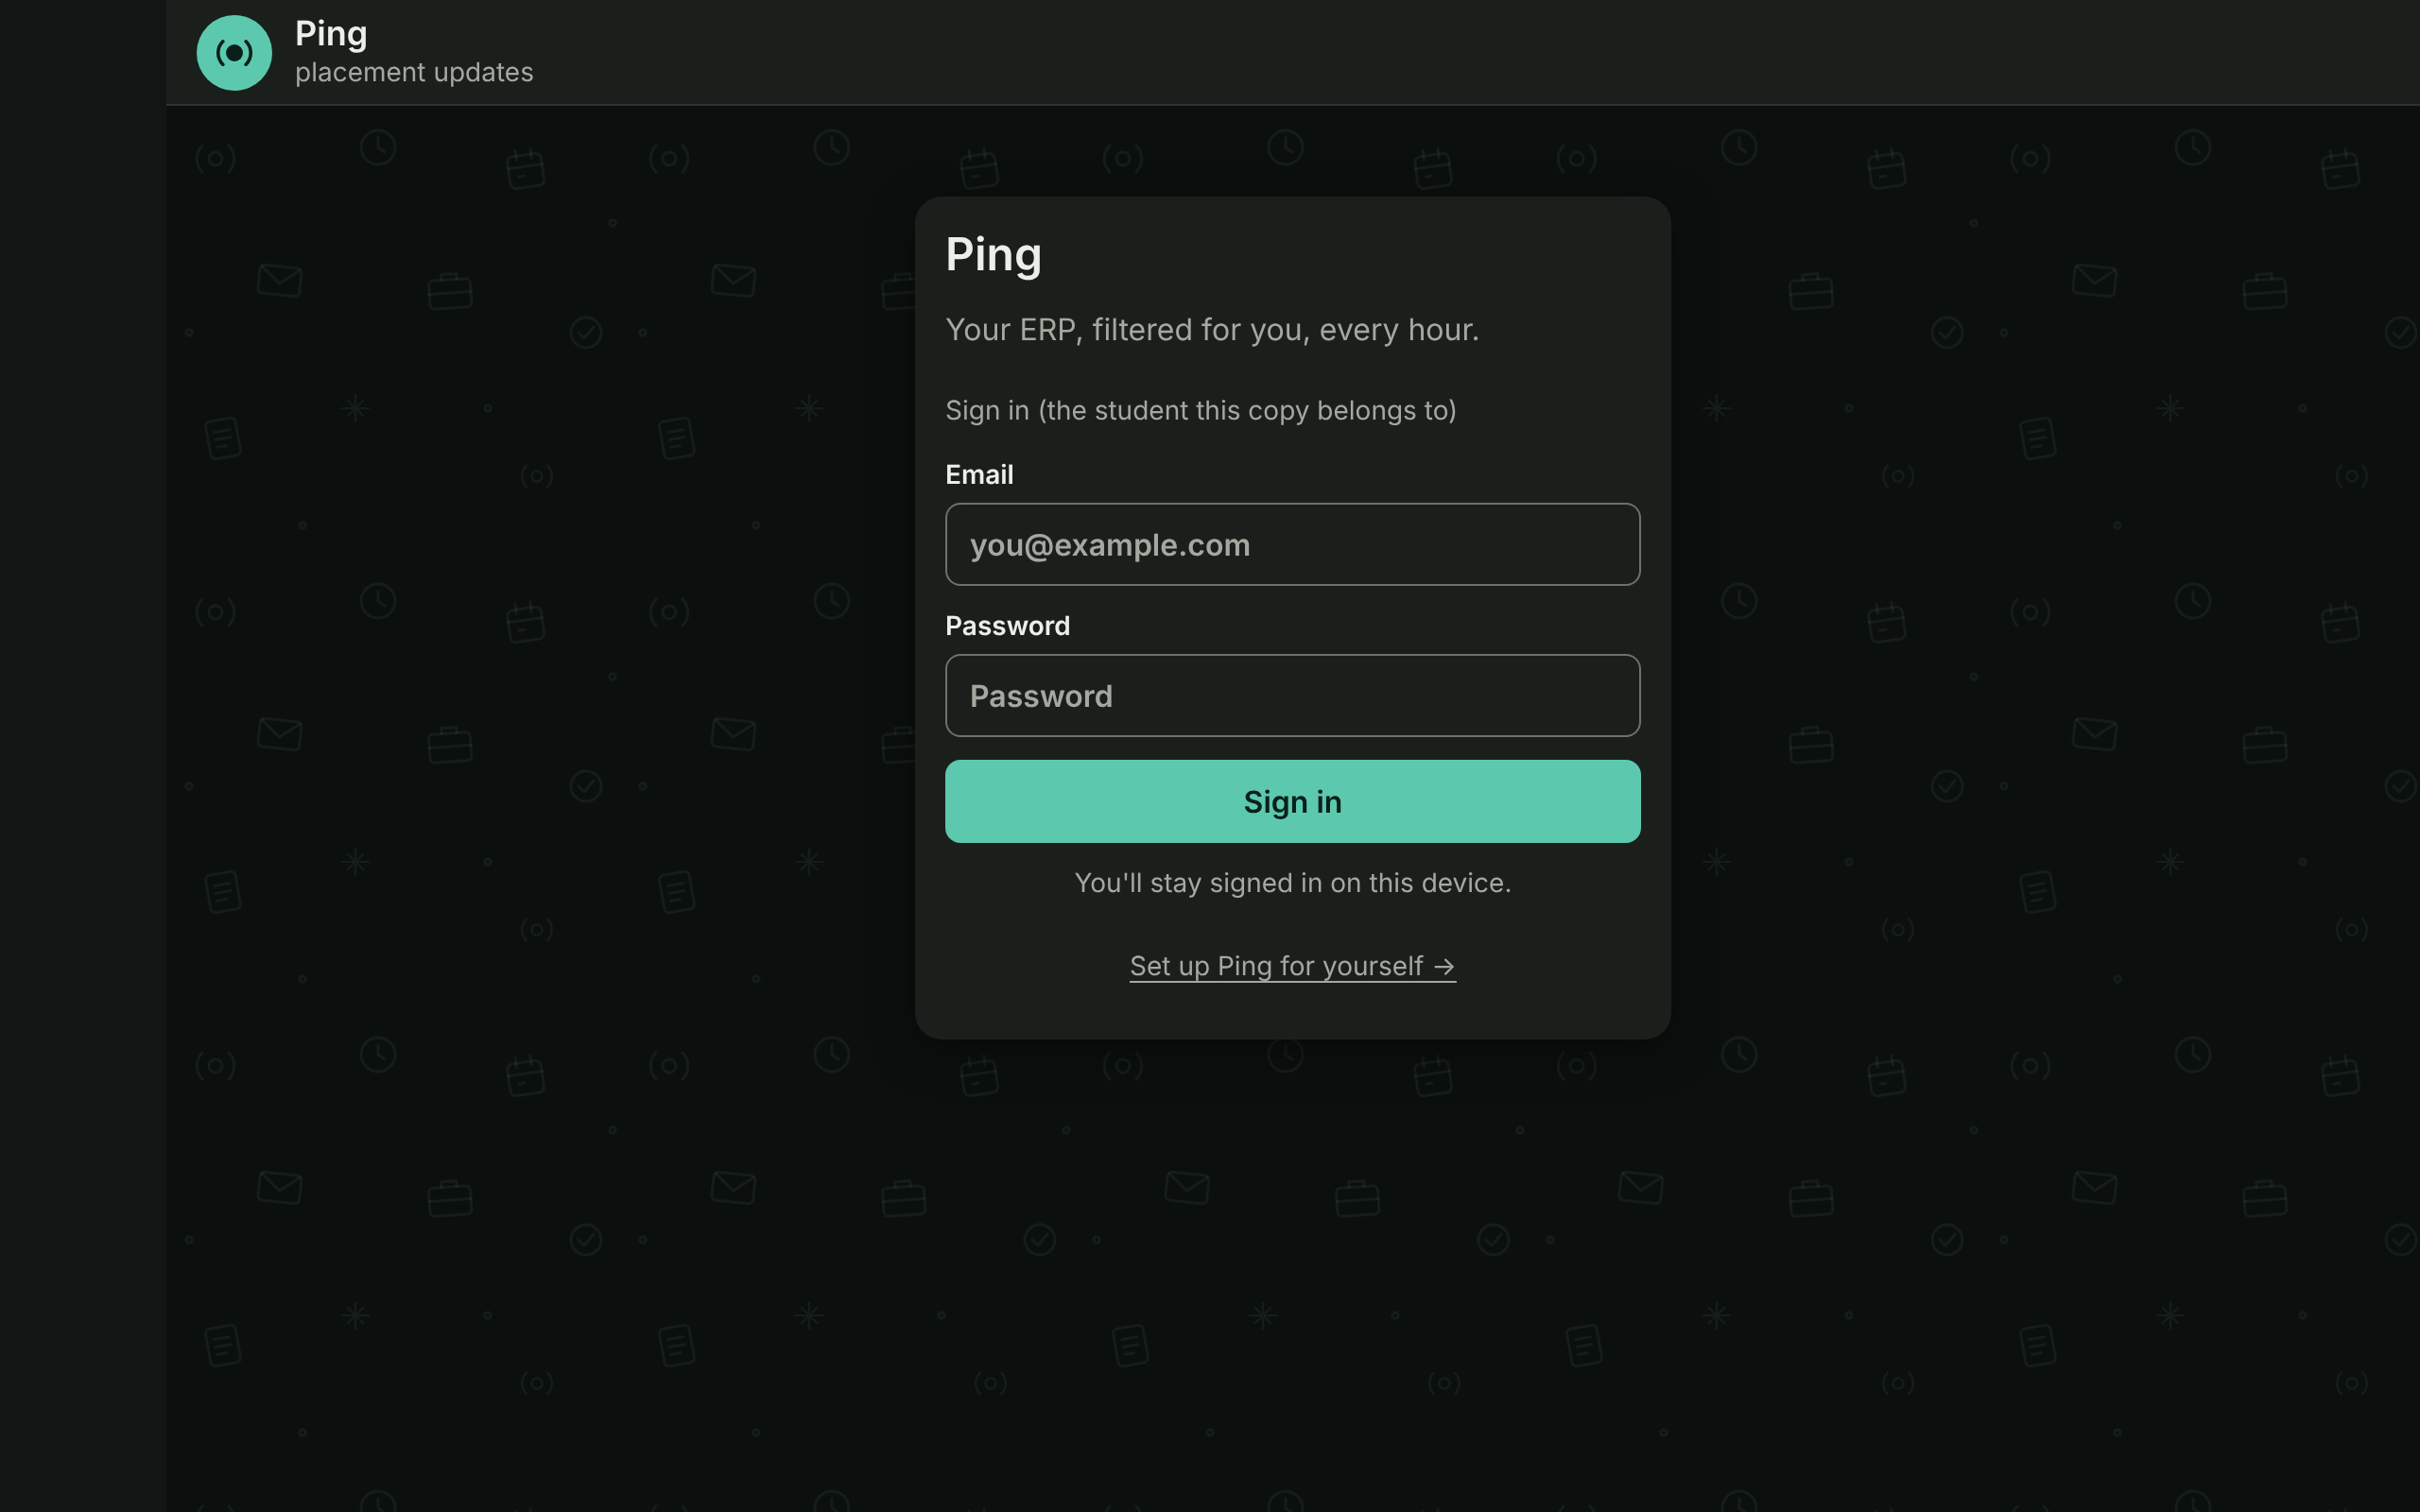 Ping
placement updates
Ping
Your ERP, filtered for you, every hour.
Sign in (the student this copy belongs to)
Email
you@example.com
Password
Password
Sign in
You'll stay signed in on this device.
Set up Ping for yourself →